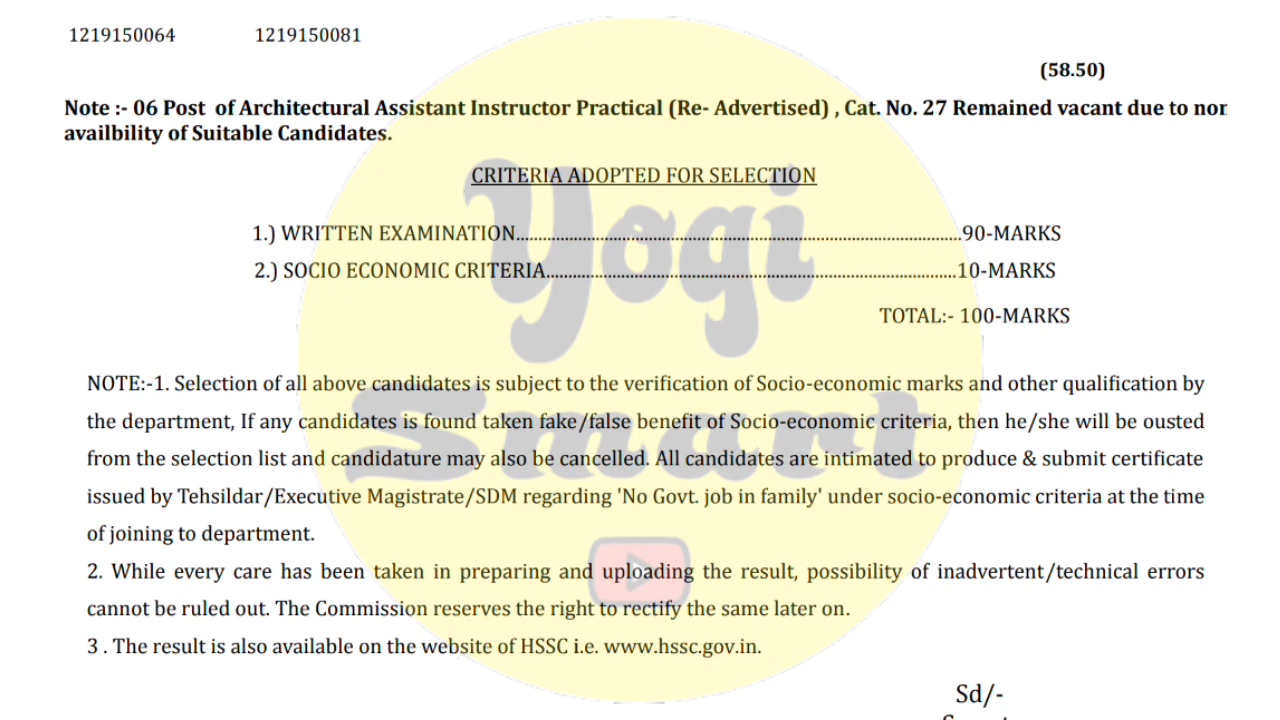 1219150064 1219150081
(58.50)
Note :- 06 Post of Architectural Assistant Instructor Practical (Re- Advertised) , Cat. No. 27 Remained vacant due to non
availbility of Suitable Candidates.
CRITERIA ADOPTED FOR SELECTION
1.) WRITTEN EXAMINATION....................................................................................................90-MARKS
2.) SOCIO ECONOMIC CRITERIA............................................................................................10-MARKS
TOTAL:- 100-MARKS
Yogi
Smart
NOTE:-1. Selection of all above candidates is subject to the verification of Socio-economic marks and other qualification by
the department, If any candidates is found taken fake/false benefit of Socio-economic criteria, then he/she will be ousted
from the selection list and candidature may also be cancelled. All candidates are intimated to produce & submit certificate
issued by Tehsildar/Executive Magistrate/SDM regarding 'No Govt. job in family' under socio-economic criteria at the time
of joining to department.
2. While every care has been taken in preparing and uploading the result, possibility of inadvertent/technical errors
cannot be ruled out. The Commission reserves the right to rectify the same later on.
3 . The result is also available on the website of HSSC i.e. www.hssc.gov.in.
Sd/-